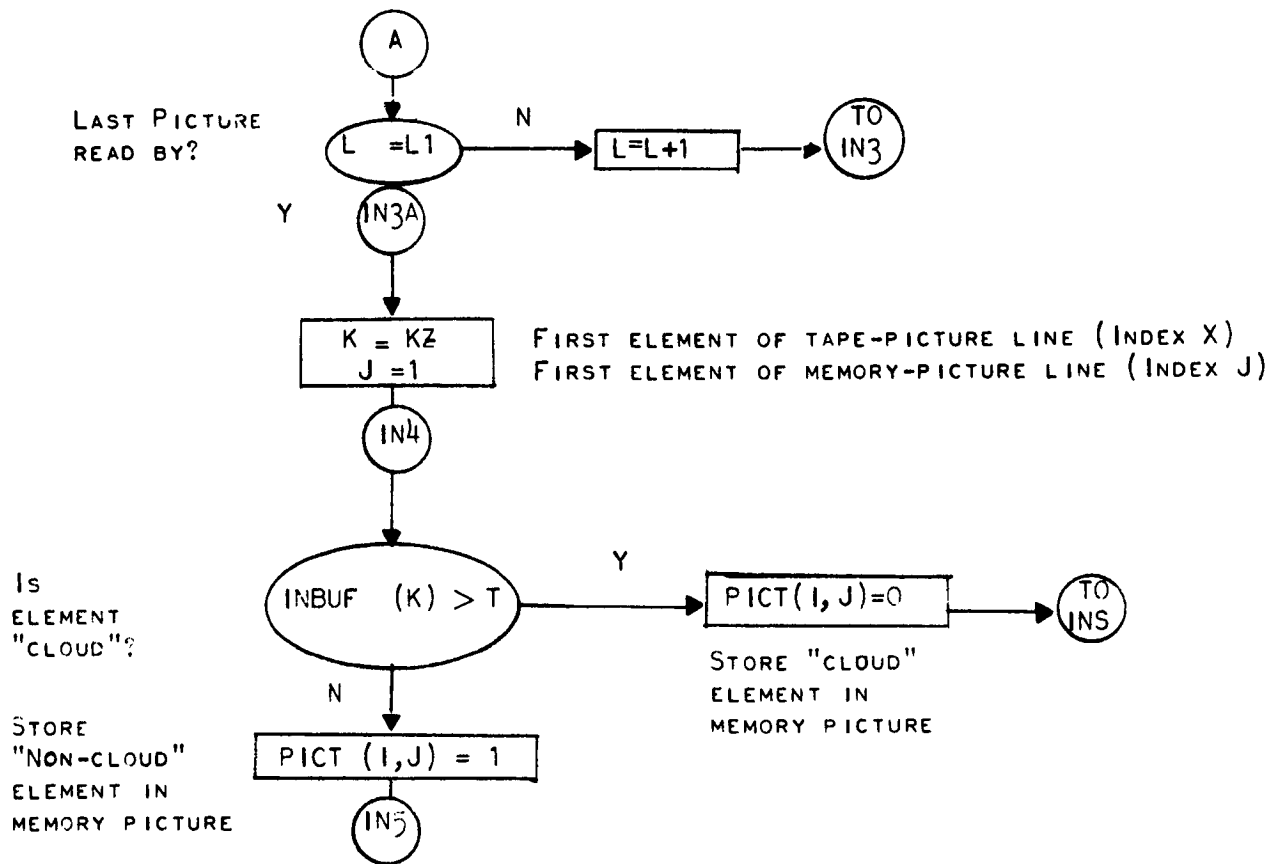 A
LAST PICTURE
READ BY?
L =L1
N
L=L+1
TO
IN3
Y
IN3A
K = KZ
J =1
FIRST ELEMENT OF TAPE-PICTURE LINE (INDEX X)
FIRST ELEMENT OF MEMORY-PICTURE LINE (INDEX J)
IN4
IS
ELEMENT
"CLOUD"?
INBUF (K) > T
Y
PICT(I,J)=0
TO
INS
STORE "CLOUD"
ELEMENT IN
MEMORY PICTURE
N
STORE
"NON-CLOUD"
ELEMENT IN
MEMORY PICTURE
PICT (I,J) = 1
IN5